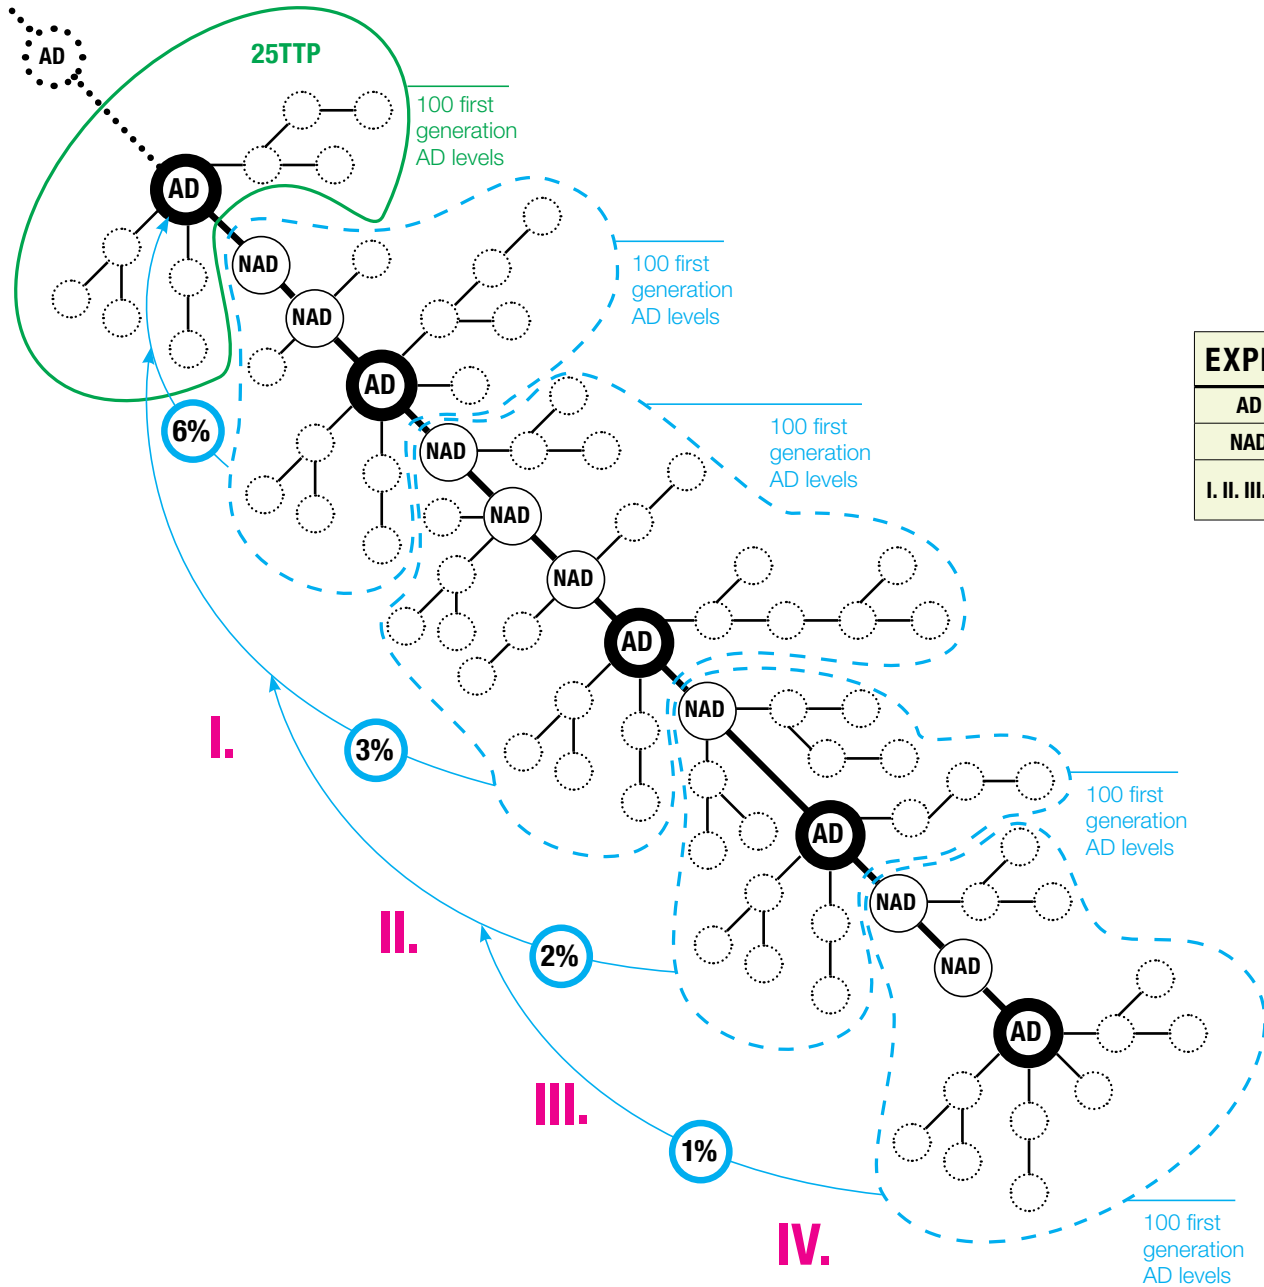 AD
25TTP
100 first
generation
AD levels
AD
NAD
100 first
generation
AD levels
NAD
AD
6%
NAD
100 first
generation
AD levels
NAD
NAD
AD
NAD
I.
3%
100 first
generation
AD levels
AD
NAD
II.
2%
NAD
AD
III.
1%
IV.
100 first
generation
AD levels
AD
NAD
I. II. III.